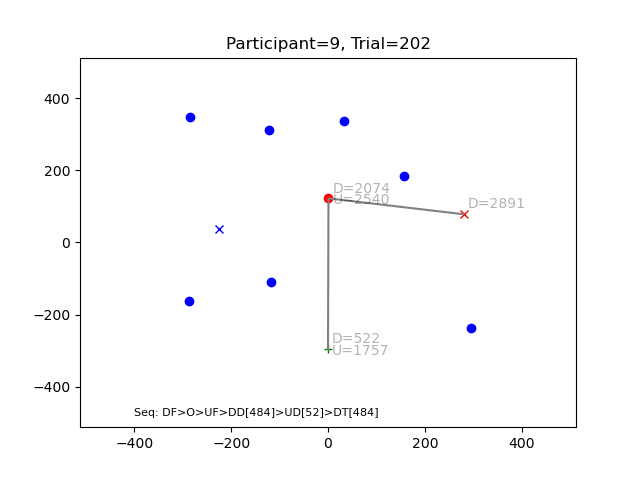 Participant=9, Trial=202
400
200
0
−200
−400
D=2074
U=2540
D=2891
D=522
U=1757
Seq: DF>O>UF>DD[484]>UD[52]>DT[484]
−400
−200
0
200
400